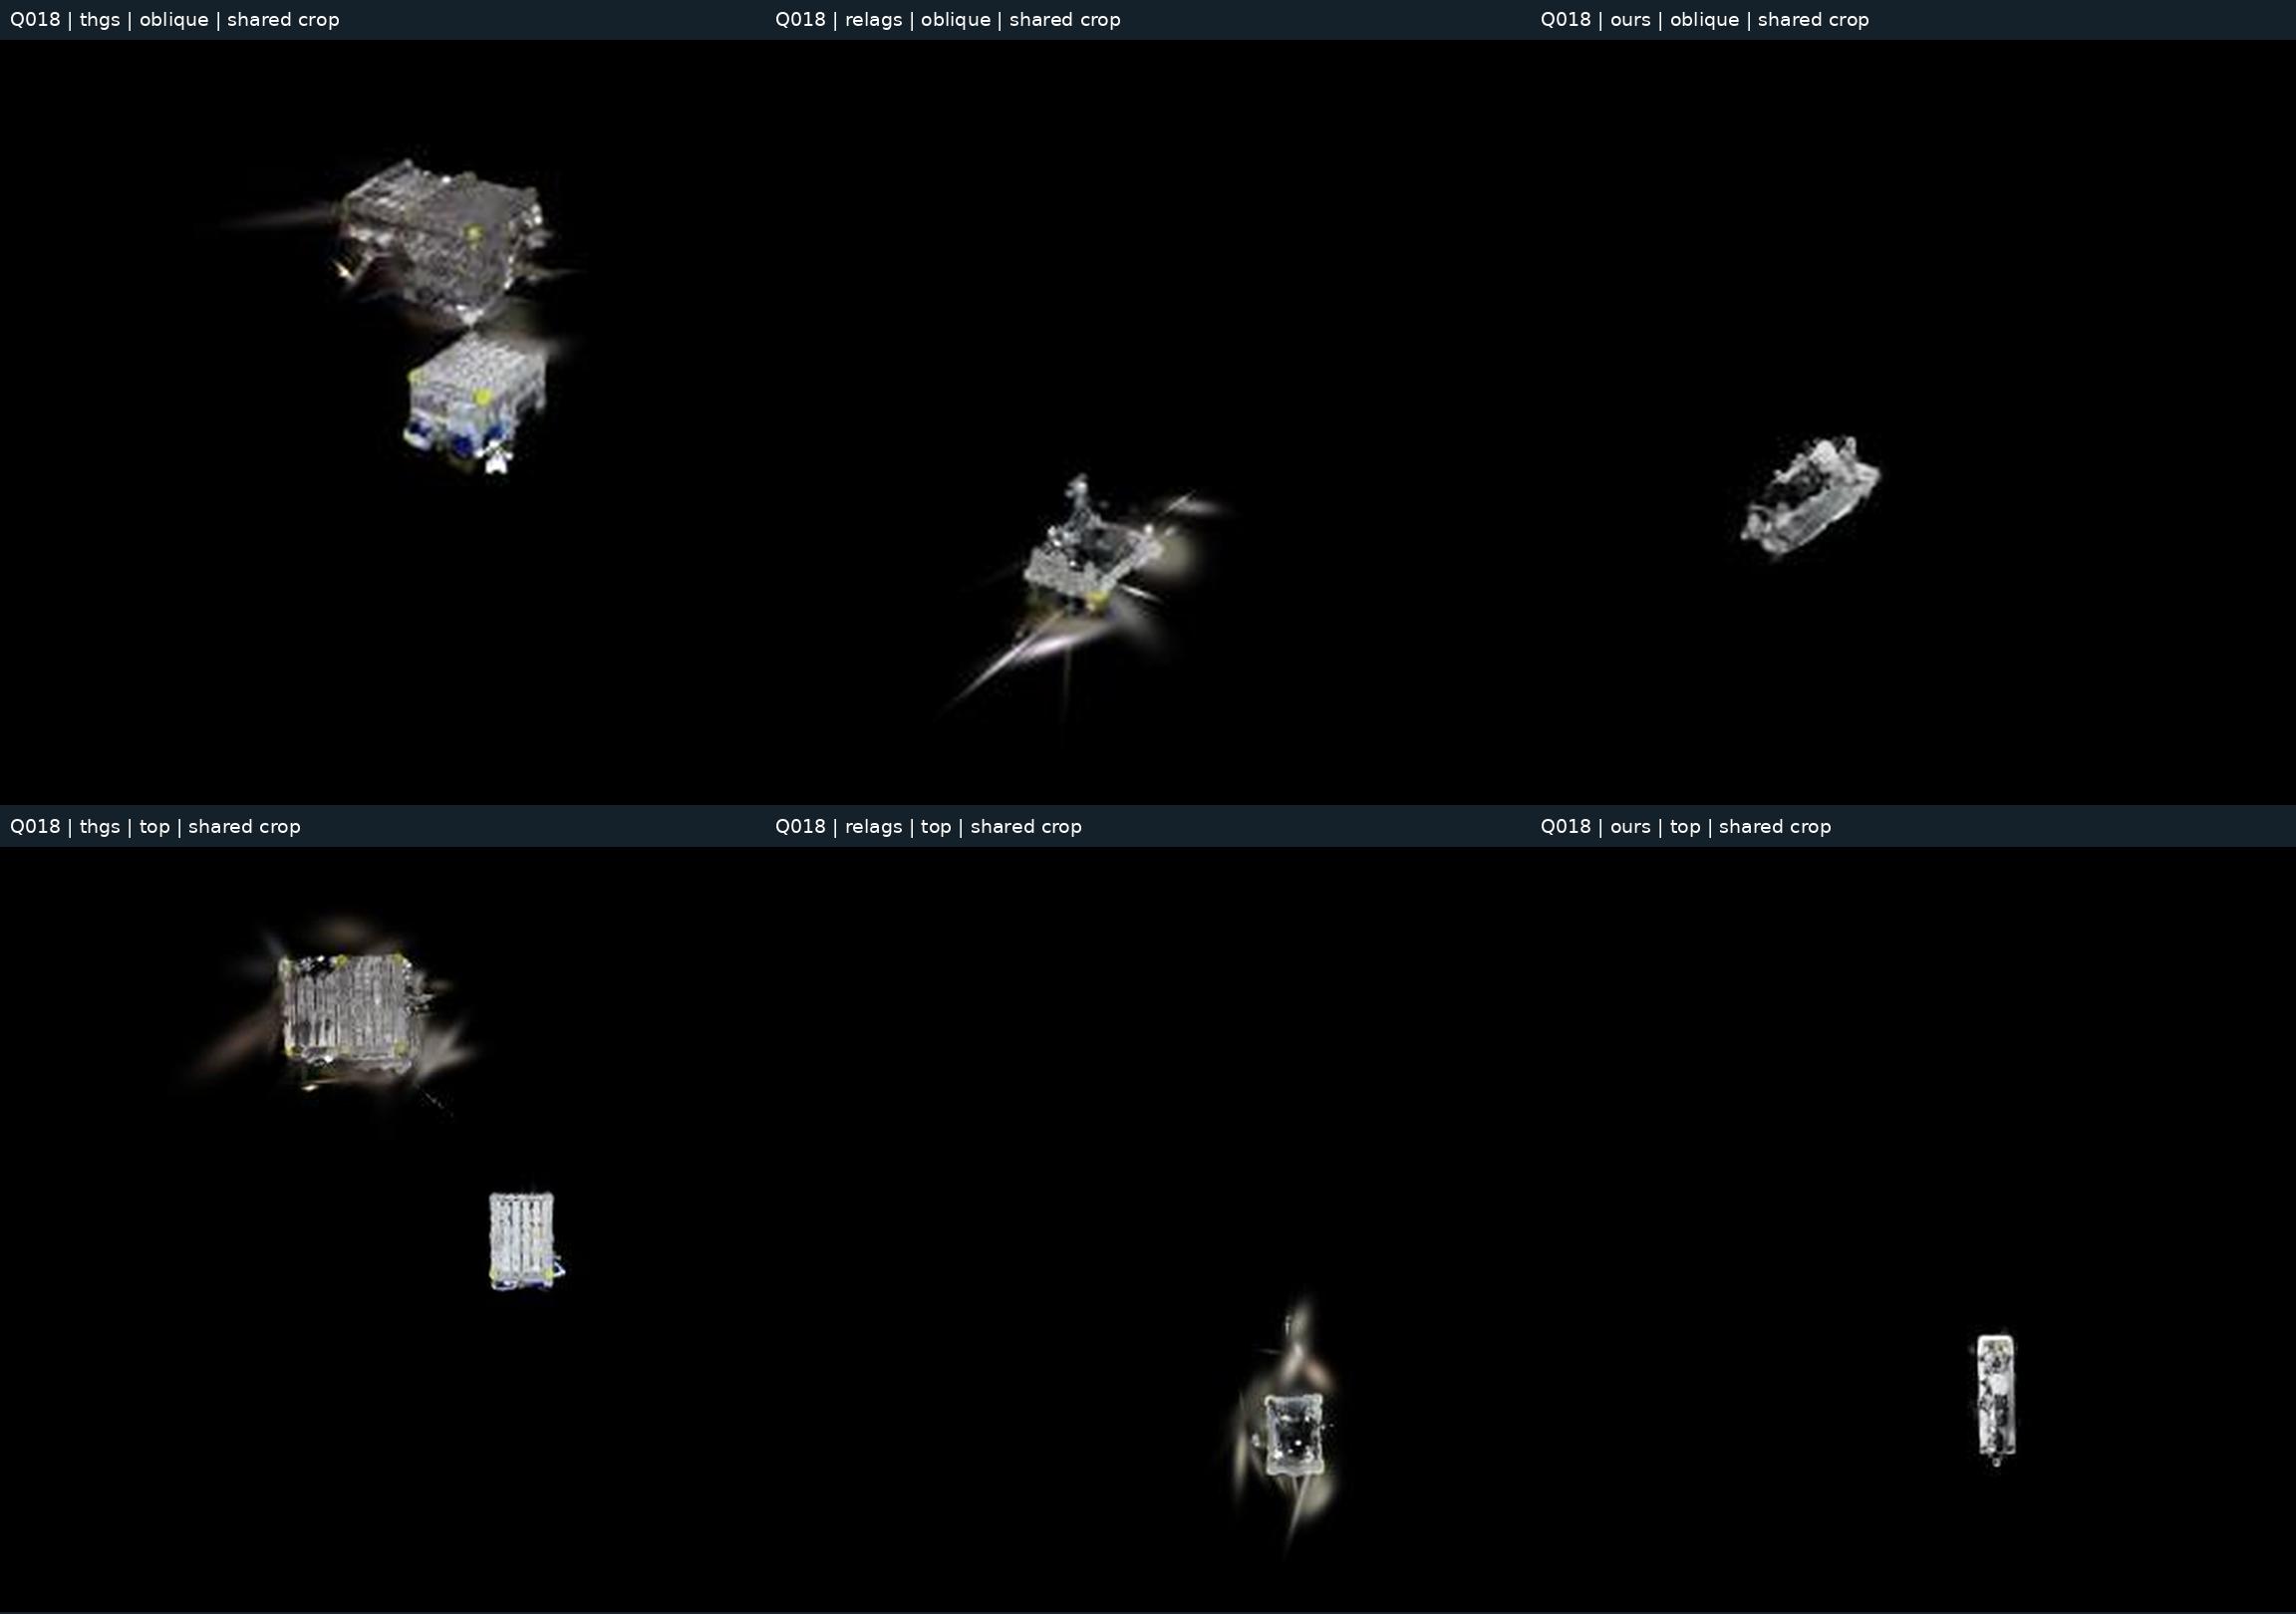 Q018 | thgs | oblique | shared crop
Q018 | relags | oblique | shared crop
Q018 | ours | oblique | shared crop
Q018 | thgs | top | shared crop
Q018 | relags | top | shared crop
Q018 | ours | top | shared crop